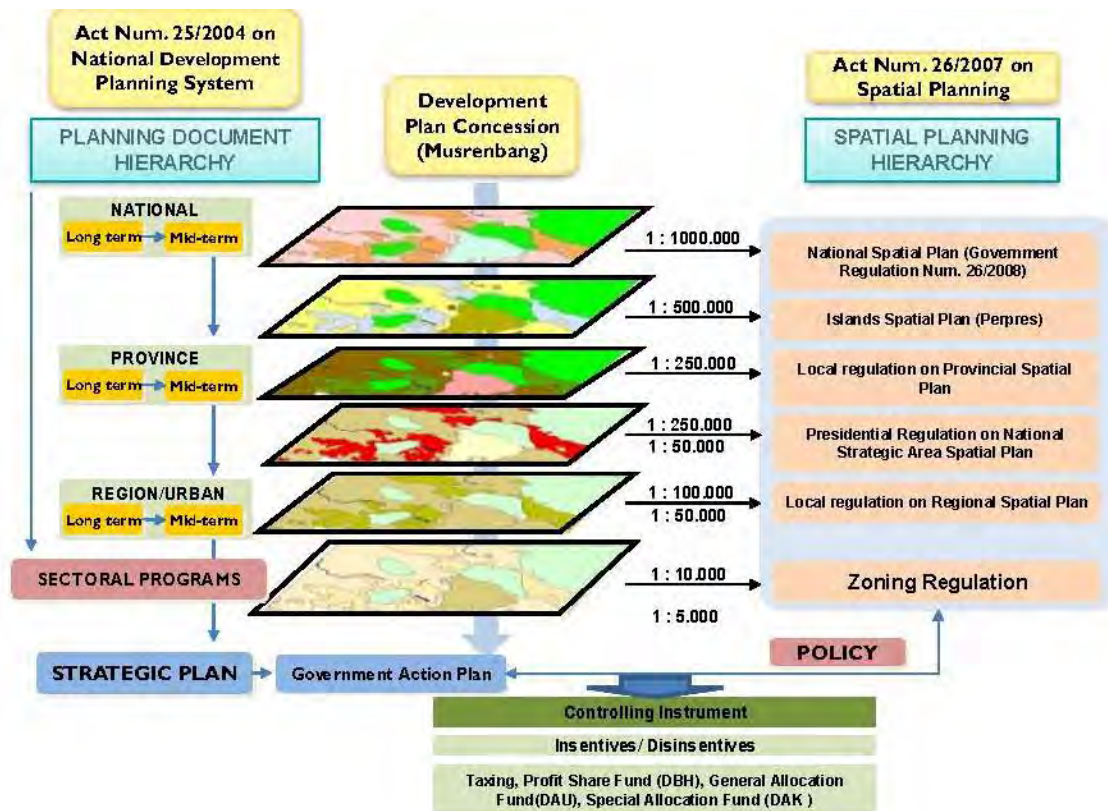 Act Num. 25/2004 on
National Development
Planning System
PLANNING DOCUMENT
HIERARCHY
Development
Plan Concession
(Musrenbang)
Act Num. 26/2007 on
Spatial Planning
SPATIAL PLANNING
HIERARCHY
NATIONAL
Long term
Mid-term
PROVINCE
Long term
Mid-term
REGION/URBAN
Long term
Mid-term
SECTORAL PROGRAMS
STRATEGIC PLAN
Government Action Plan
1 : 1000.000
1 : 500.000
1 : 250.000
1 : 250.000
1 : 50.000
1 : 100.000
1 : 50.000
1 : 10.000
1 : 5.000
National Spatial Plan (Government
Regulation Num. 26/2008)
Islands Spatial Plan (Perpres)
Local regulation on Provincial Spatial
Plan
Presidential Regulation on National
Strategic Area Spatial Plan
Local regulation on Regional Spatial Plan
Zoning Regulation
POLICY
Controlling Instrument
Insentives/ Disinsentives
Taxing, Profit Share Fund (DBH), General Allocation
Fund(DAU), Special Allocation Fund (DAK )